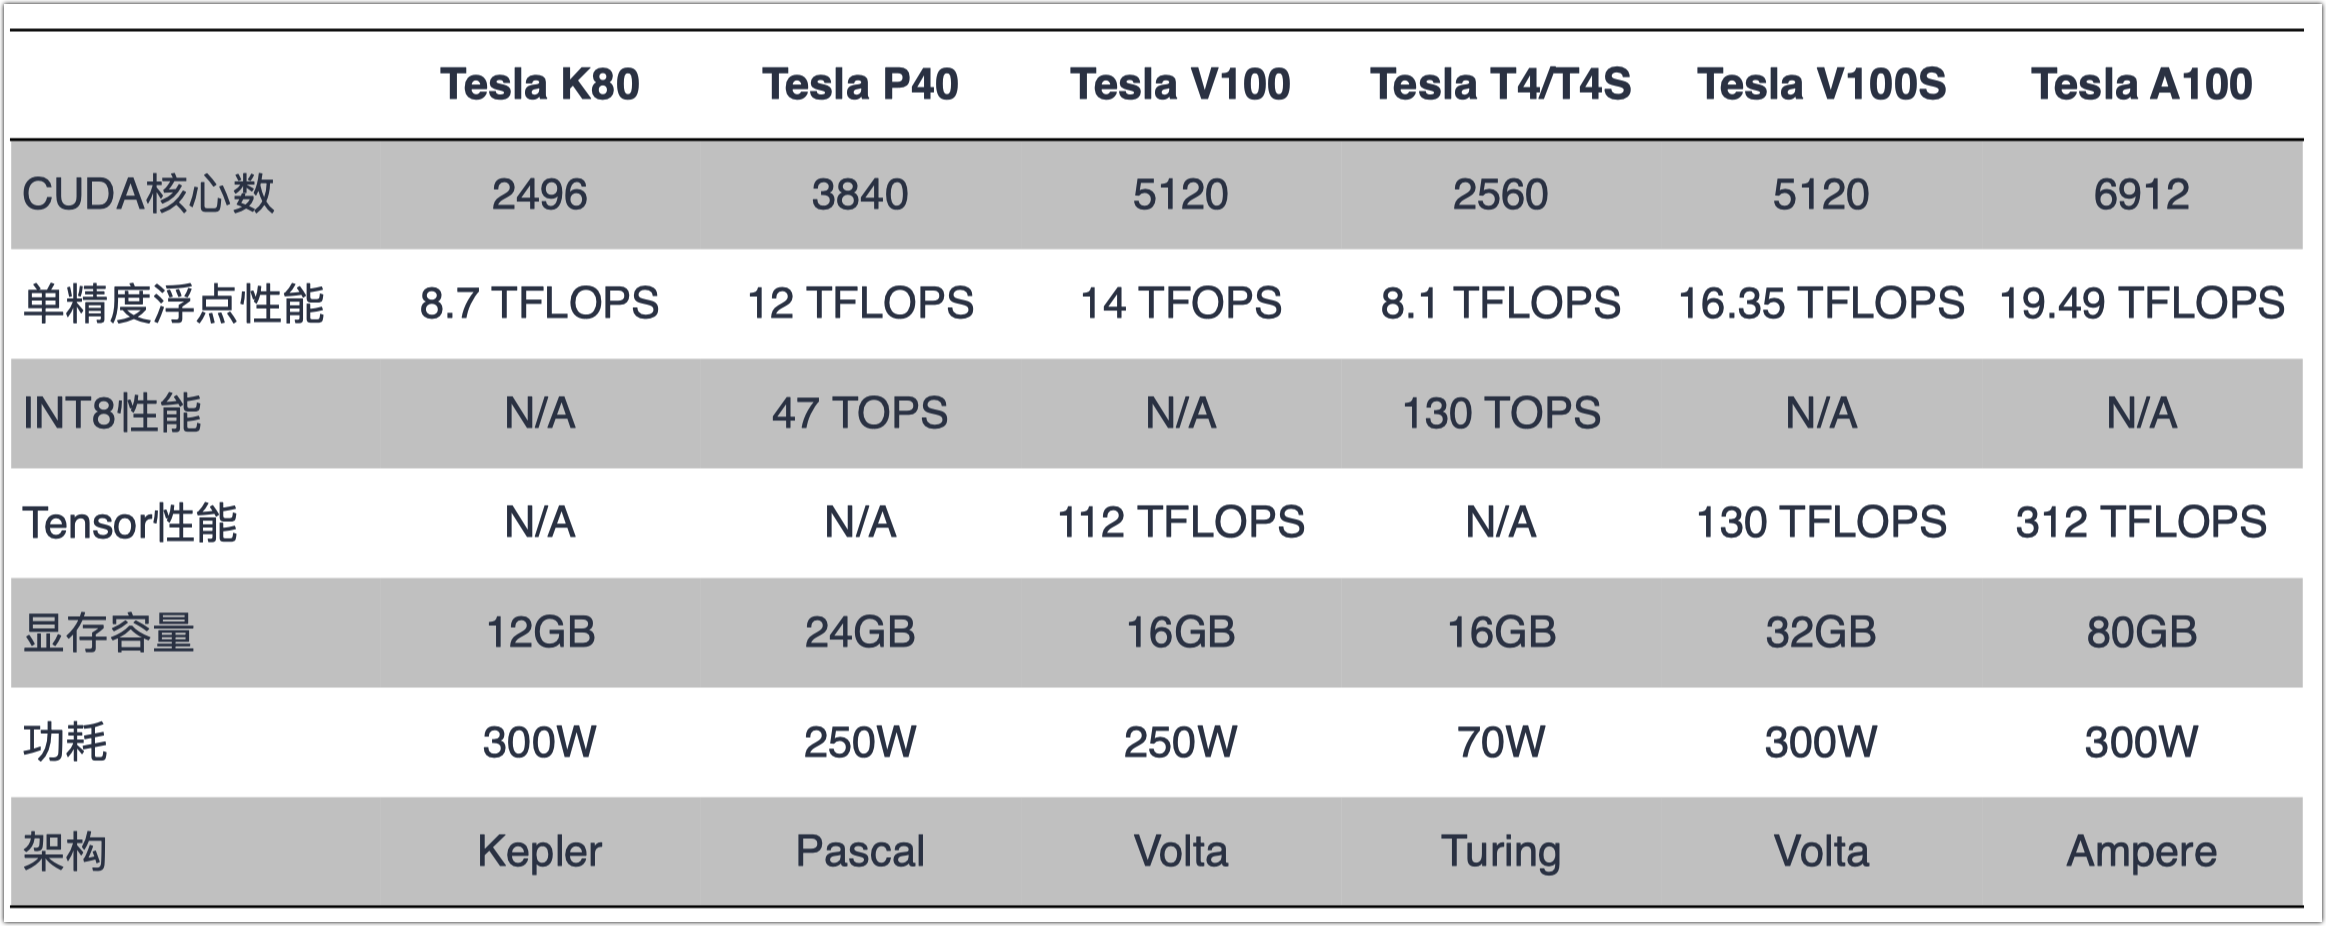 Tesla K80 Tesla P40 Tesla V100 Tesla T4/T4S Tesla V100S Tesla A100
CUDA核心数 2496 3840 5120 2560 5120 6912
单精度浮点性能 8.7 TFLOPS 12 TFLOPS 14 TFOPS 8.1 TFLOPS 16.35 TFLOPS 19.49 TFLOPS
INT8性能 N/A 47 TOPS N/A 130 TOPS N/A N/A
Tensor性能 N/A N/A 112 TFLOPS N/A 130 TFLOPS 312 TFLOPS
显存容量 12GB 24GB 16GB 16GB 32GB 80GB
功耗 300W 250W 250W 70W 300W 300W
架构 Kepler Pascal Volta Turing Volta Ampere